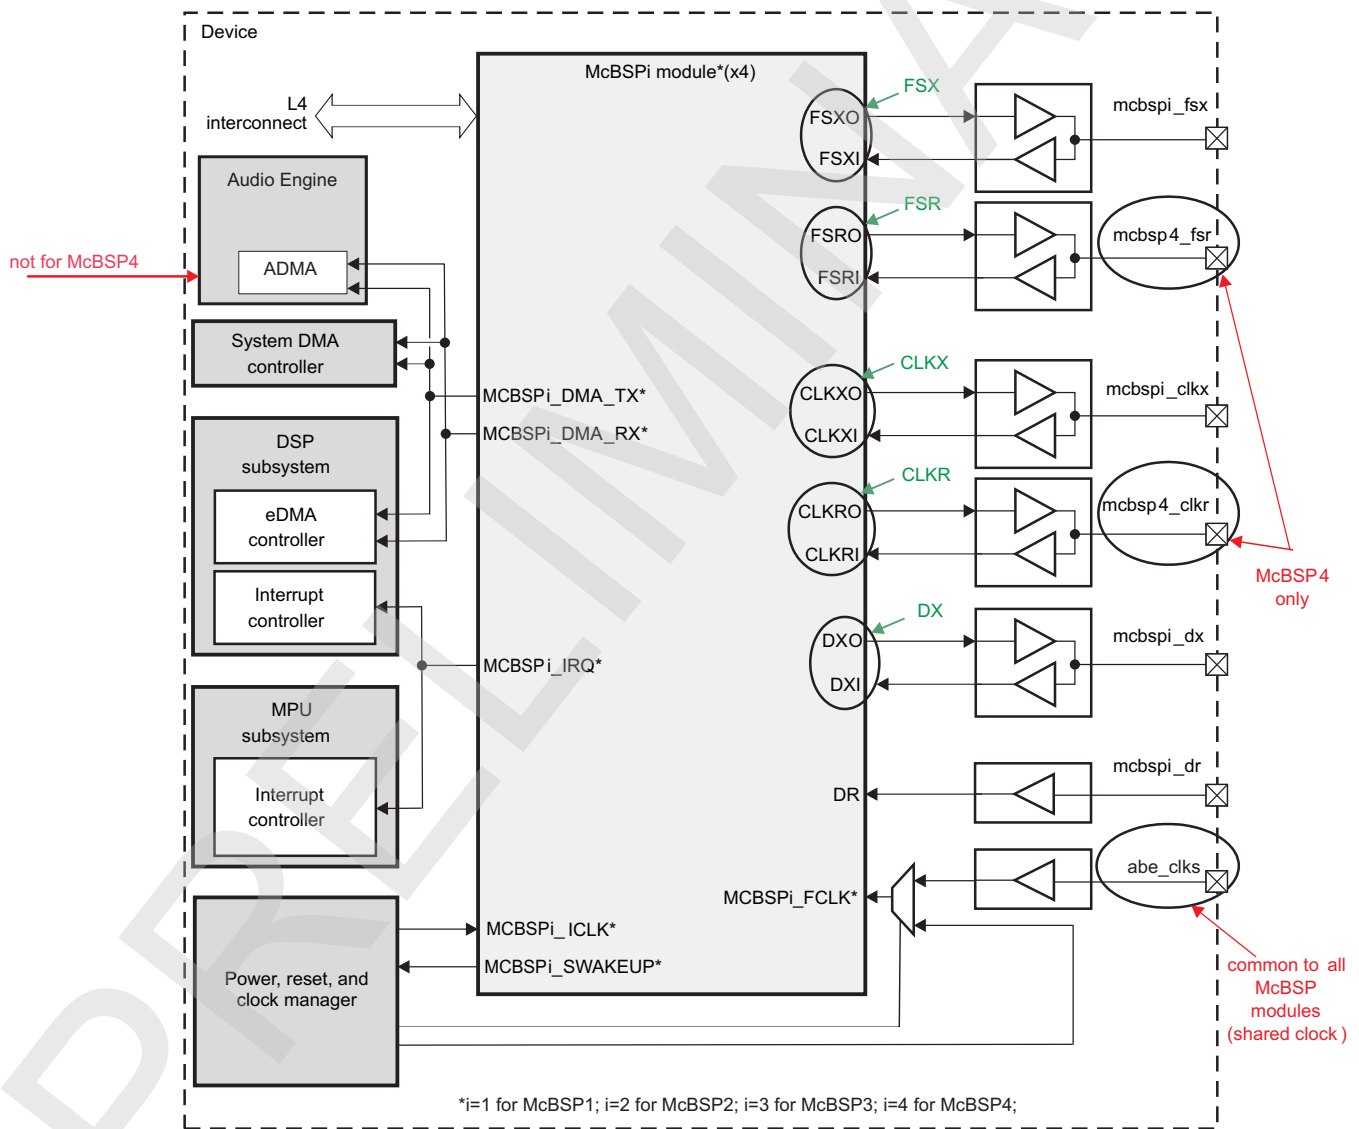 Device
McBSPi module*(x4)
L4
interconnect
Audio Engine
ADMA
not for McBSP4
System DMA
controller
DSP
subsystem
eDMA
controller
Interrupt
controller
MPU
subsystem
Interrupt
controller
Power, reset, and
clock manager
MCBSPi_DMA_TX*
MCBSPi_DMA_RX*
MCBSPi_IRQ*
MCBSPi_ICLK*
MCBSPi_SWAKEUP*
FSX
FSXO
FSXI
FSR
FSRO
FSRI
CLKX
CLKXO
CLKXI
CLKR
CLKRO
CLKRI
DX
DXO
DXI
DR
MCBSPi_FCLK*
mcbspi_fsx
mcbsp4_fsr
mcbspi_clkx
mcbsp4_clkr
McBSP4
only
mcbspi_dx
mcbspi_dr
abe_clks
common to all
McBSP
modules
(shared clock)
*i=1 for McBSP1; i=2 for McBSP2; i=3 for McBSP3; i=4 for McBSP4;
PRELIMINA